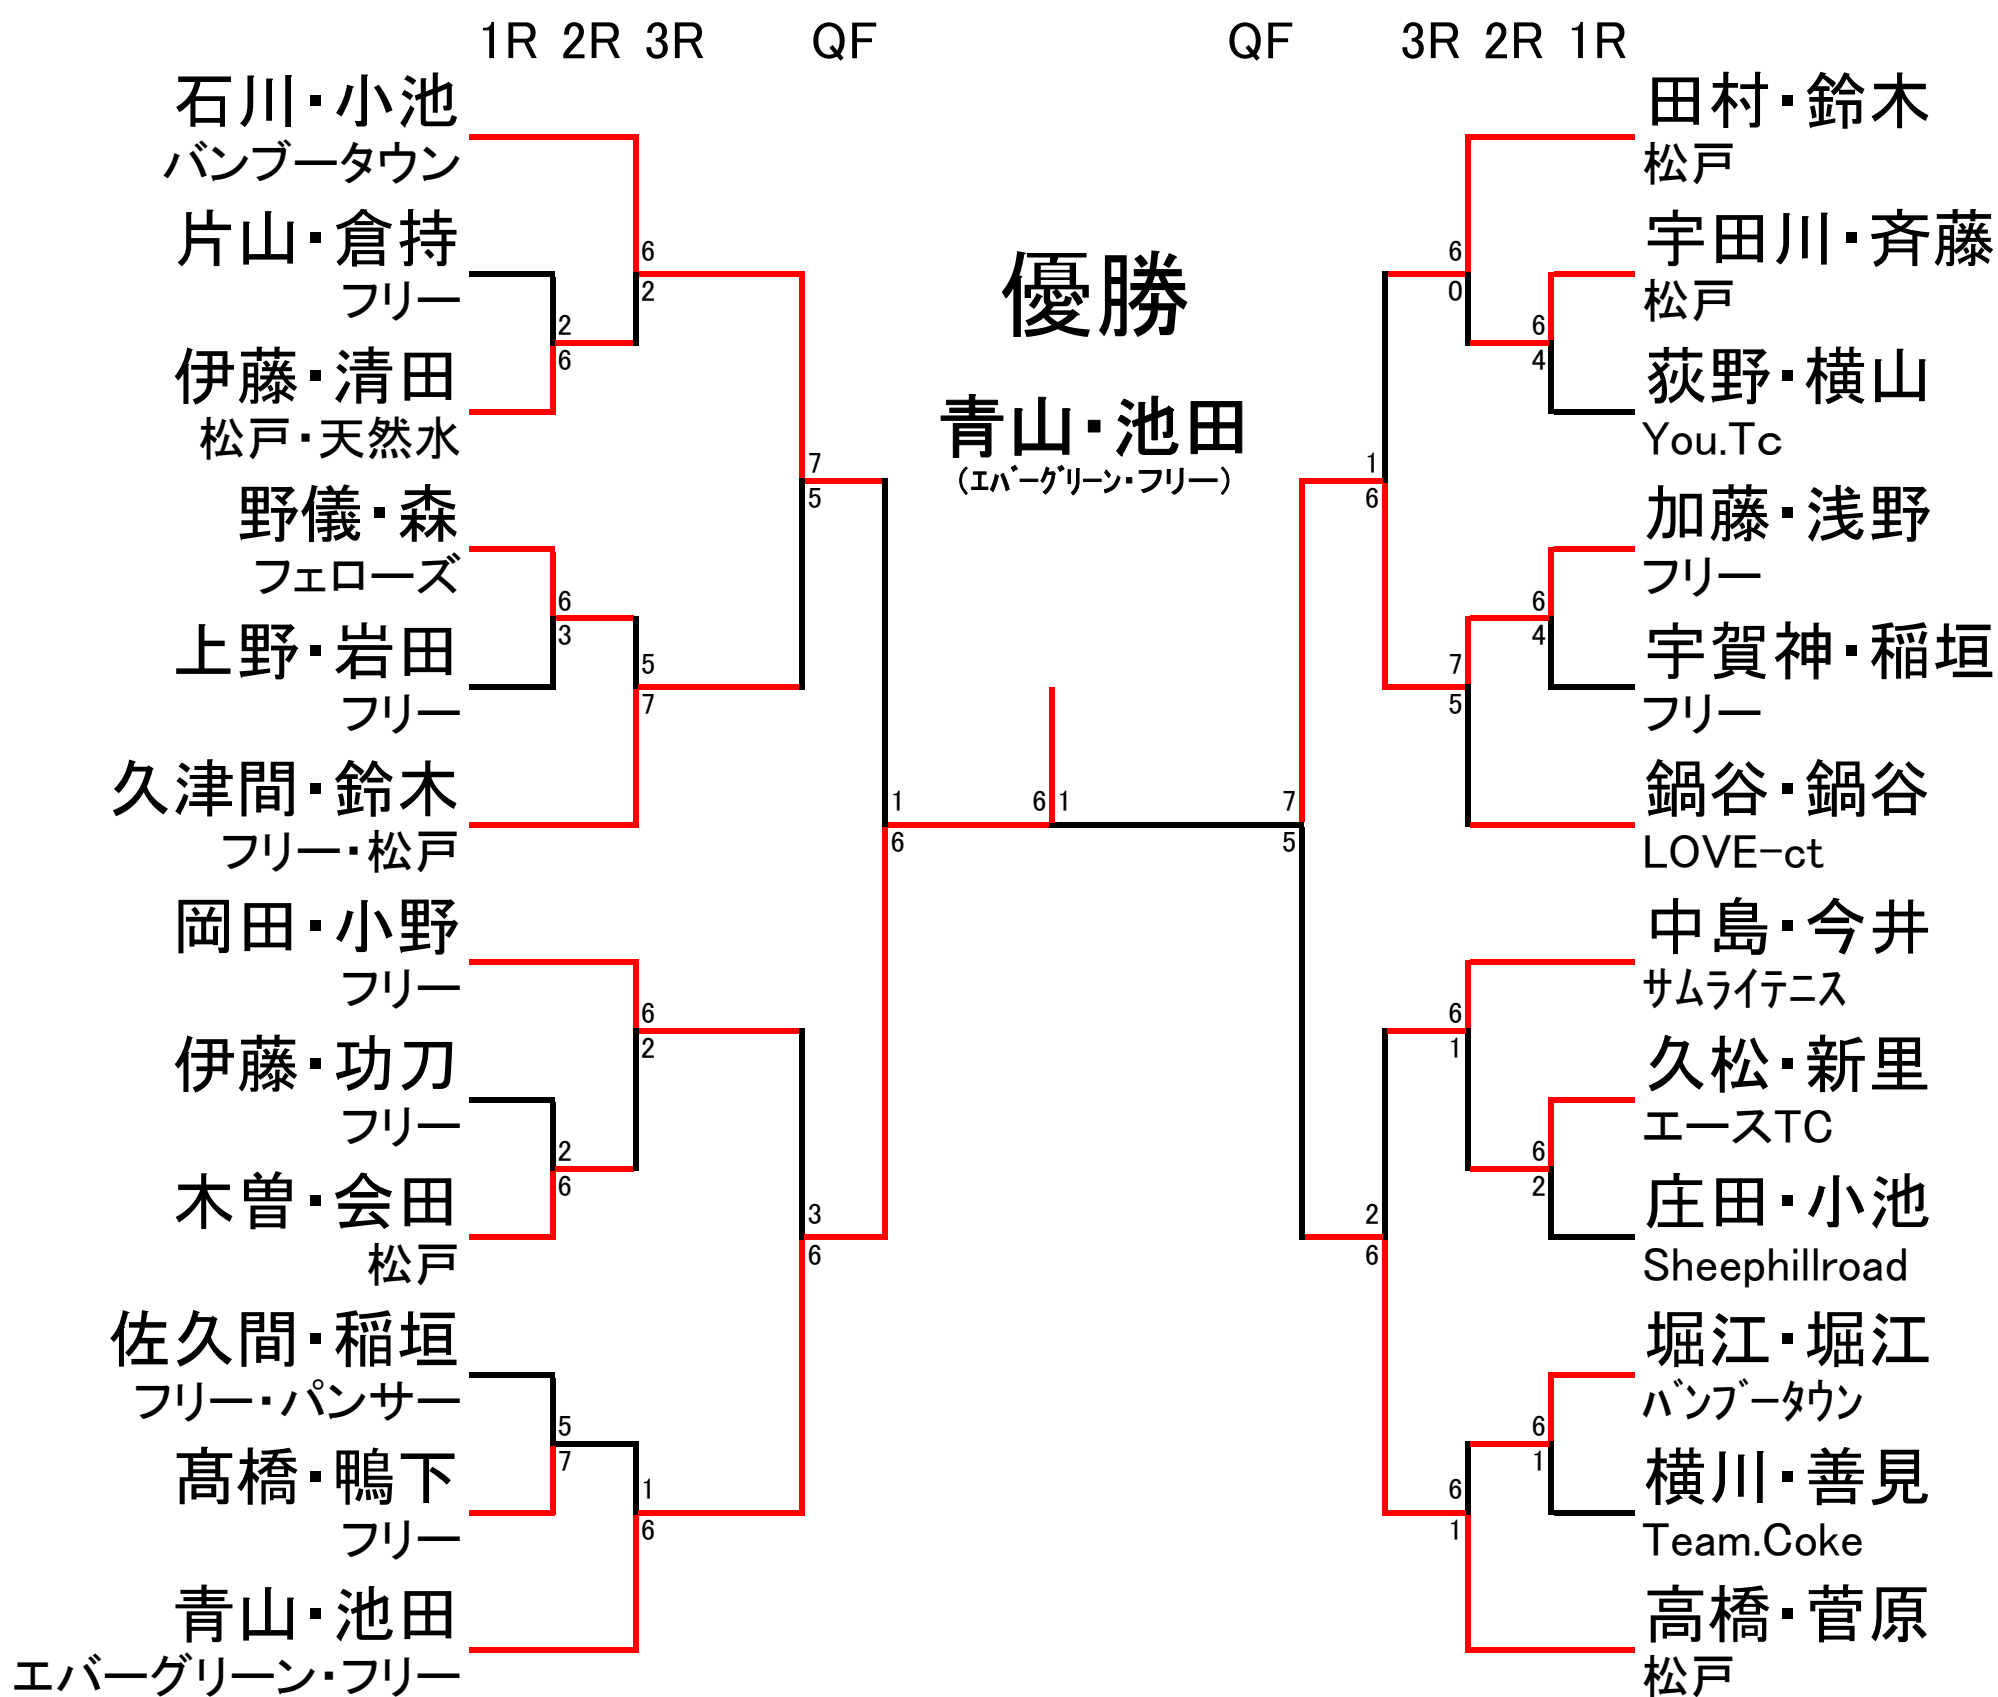 1R 2R 3R QF QF 3R 2R 1R
石川・小池
バンブータウン
片山・倉持
フリー
伊藤・清田
松戸・天然水
野儀・森
フェローズ
上野・岩田
フリー
久津間・鈴木
フリー・松戸
岡田・小野
フリー
伊藤・功刀
フリー
木曽・会田
松戸
佐久間・稲垣
フリー・パンサー
髙橋・鴨下
フリー
青山・池田
エバーグリーン・フリー
6
2
2
6
6
3
5
7
7
5
6
2
2
6
5
7
1
6
3
6
1
6
優勝
青山・池田
(ｴﾊﾞｰｸﾞﾘｰﾝ・フリー)
6 1
7
5
1
6
2
6
6
0
6
4
6
4
7
5
6
1
6
2
6
1
6
1
田村・鈴木
松戸
宇田川・斉藤
松戸
荻野・横山
You.Tc
加藤・浅野
フリー
宇賀神・稲垣
フリー
鍋谷・鍋谷
LOVE-ct
中島・今井
サムライテニス
久松・新里
エースTC
庄田・小池
Sheephillroad
堀江・堀江
ﾊﾞﾝﾌﾞｰﾀｳﾝ
横川・善見
Team.Coke
高橋・菅原
松戸